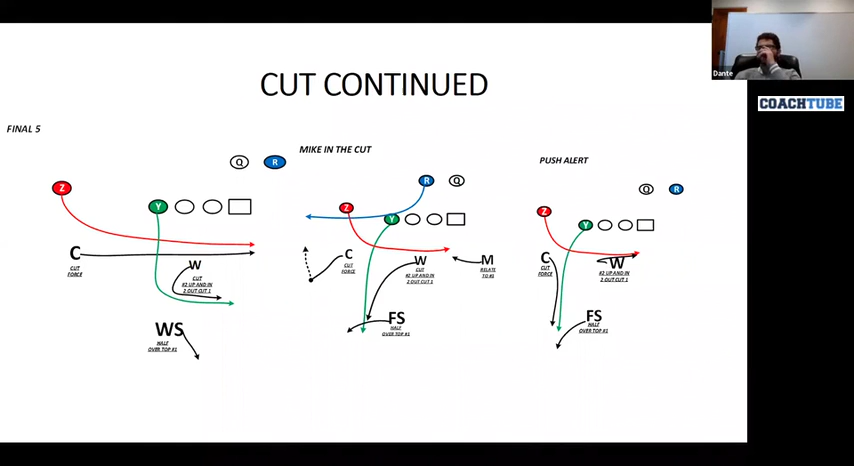 Dante
COACHTUBE
CUT CONTINUED
FINAL 5
Q
R
Z
Y
C
CUT
FORCE
W
CUT
#2 UP AND IN
2 OUT CUT 1
WS
HALF
OVER TOP #1
MIKE IN THE CUT
R
Q
Z
Y
C
CUT
FORCE
W
CUT
#2 UP AND IN
2 OUT CUT 1
M
RELATE
TO #3
FS
HALF
OVER TOP #1
PUSH ALERT
Q
R
Z
Y
C
CUT
FORCE
W
#2 UP AND IN
2 OUT CUT 1
FS
HALF
OVER TOP #1